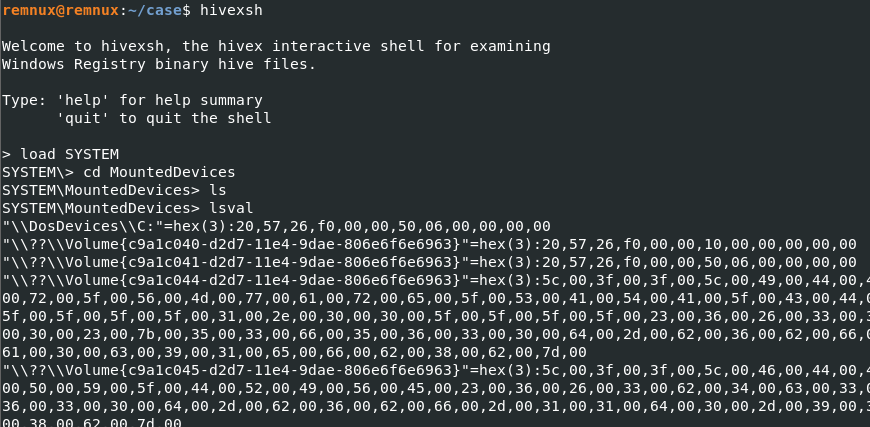 remnux@remnux:~/case$ hivexsh
Welcome to hivexsh, the hivex interactive shell for examining
Windows Registry binary hive files.
Type: 'help' for help summary
'quit' to quit the shell
> load SYSTEM
SYSTEM\> cd MountedDevices
SYSTEM\MountedDevices> ls
SYSTEM\MountedDevices> lsval
"\\DosDevices\\C:"=hex(3):20,57,26,f0,00,00,50,06,00,00,00,00
"\\??\\Volume{c9a1c040-d2d7-11e4-9dae-806e6f6e6963}"=hex(3):20,57,26,f0,00,00,10,00,00,00,00,00
"\\??\\Volume{c9a1c041-d2d7-11e4-9dae-806e6f6e6963}"=hex(3):20,57,26,f0,00,00,50,06,00,00,00,00
"\\??\\Volume{c9a1c044-d2d7-11e4-9dae-806e6f6e6963}"=hex(3):5c,00,3f,00,3f,00,5c,00,49,00,44,00,4
00,72,00,5f,00,56,00,4d,00,77,00,61,00,72,00,65,00,5f,00,53,00,41,00,54,00,41,00,5f,00,43,00,44,0
5f,00,5f,00,5f,00,5f,00,31,00,2e,00,30,00,30,00,5f,00,5f,00,5f,00,5f,00,23,00,36,00,26,00,33,00,3
00,30,00,23,00,7b,00,35,00,33,00,66,00,35,00,36,00,33,00,30,00,64,00,2d,00,62,00,36,00,62,00,66,0
61,00,30,00,63,00,39,00,31,00,65,00,66,00,62,00,38,00,62,00,7d,00
"\\??\\Volume{c9a1c045-d2d7-11e4-9dae-806e6f6e6963}"=hex(3):5c,00,3f,00,3f,00,5c,00,46,00,44,00,4
00,50,00,59,00,5f,00,44,00,52,00,49,00,56,00,45,00,23,00,36,00,26,00,33,00,62,00,34,00,63,00,33,0
36,00,33,00,30,00,64,00,2d,00,62,00,36,00,62,00,66,00,2d,00,31,00,31,00,64,00,30,00,2d,00,39,00,3
00,38,00,62,00,7d,00